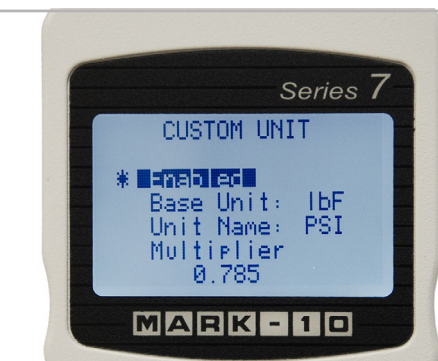 Series 7
CUSTOM UNIT
* Enabled
Base Unit: lbF
Unit Name: PSI
Multiplier
0.785
MARK-10